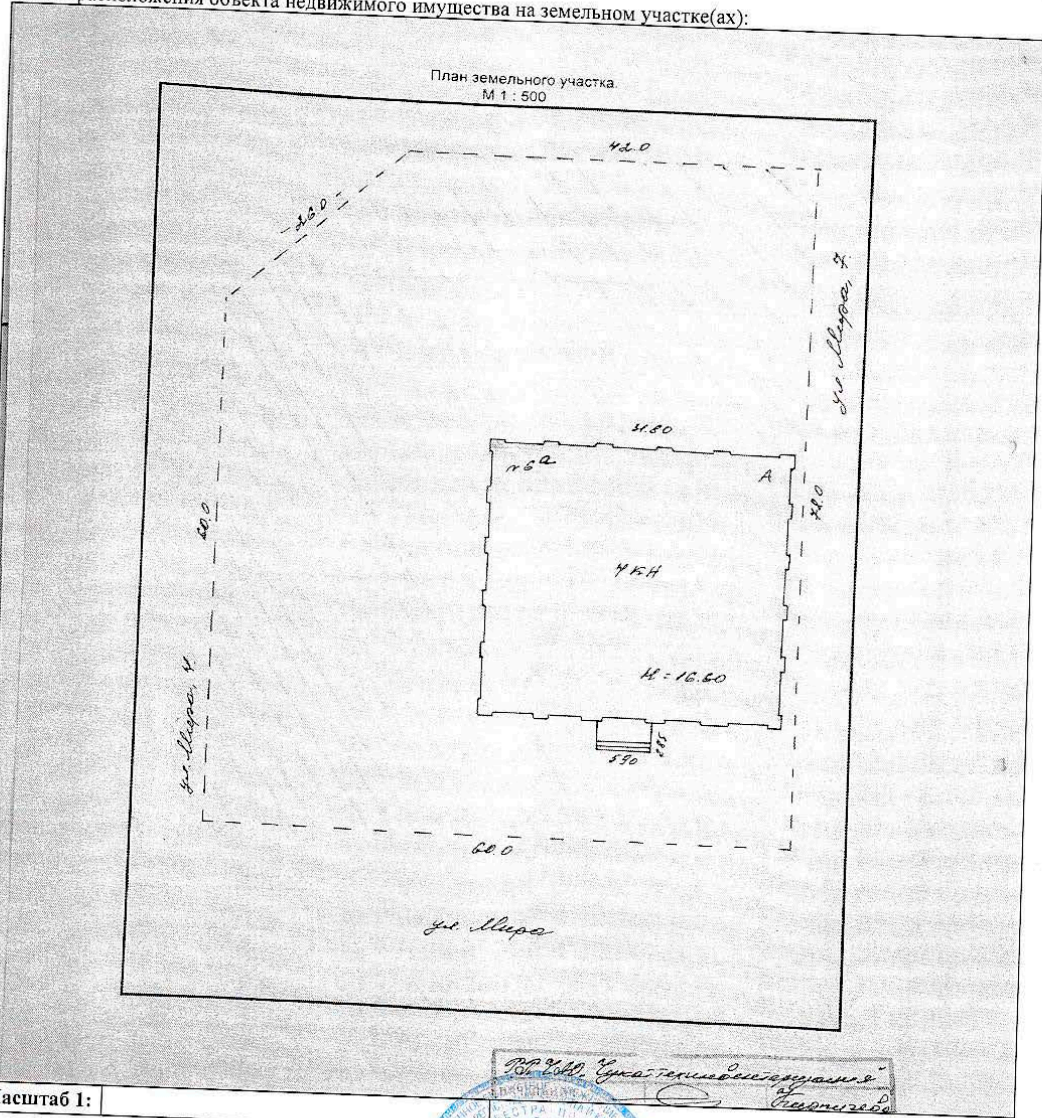 расположения объекта недвижимого имущества на земельном участке(ах):
План земельного участка.
М 1 : 500
42.0
26.0
ул. Мира, 7.
4.80
№6а
А
60.0
72.0
4КН
Н = 16.60
ул. Мира, 4
590
285
60.0
ул. Мира
Масштаб 1: